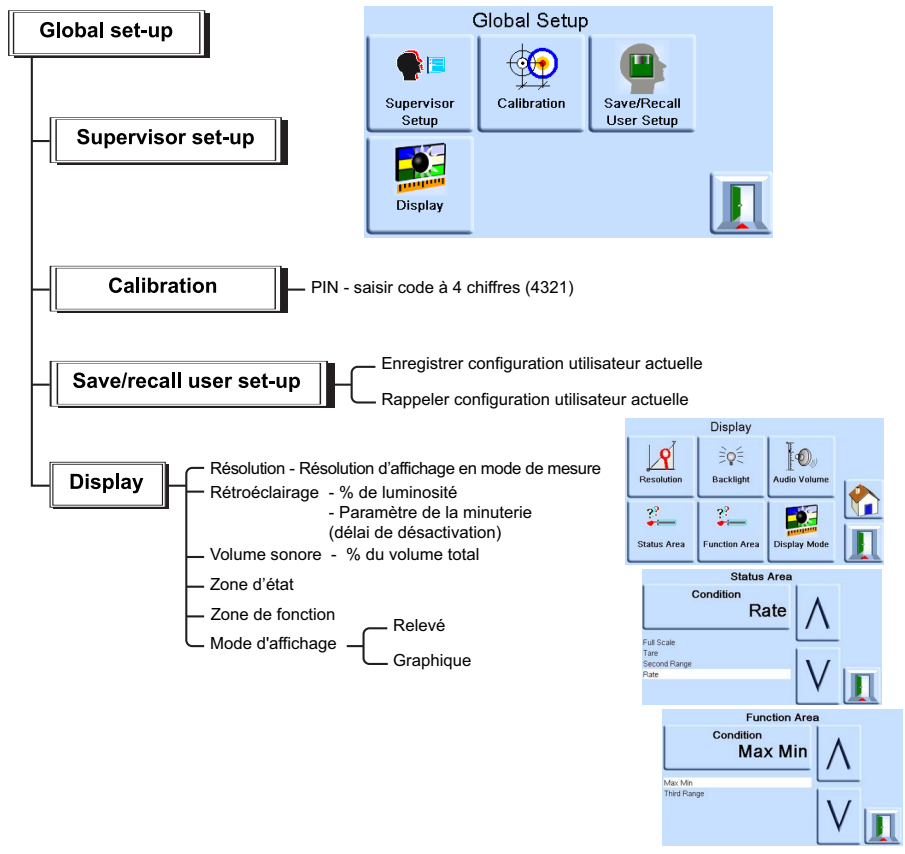 Global set-up
Global Setup
Supervisor
Setup
Calibration
Save/Recall
User Setup
Display
Supervisor set-up
Calibration
PIN - saisir code à 4 chiffres (4321)
Save/recall user set-up
Enregistrer configuration utilisateur actuelle
Rappeler configuration utilisateur actuelle
Display
Résolution - Résolution d'affichage en mode de mesure
Rétroéclairage - % de luminosité
- Paramètre de la minuterie
(délai de désactivation)
Volume sonore - % du volume total
Zone d'état
Zone de fonction
Mode d'affichage
Relevé
Graphique
Display
Resolution
Backlight
Audio Volume
??
Status Area
??
Function Area
Display Mode
Status Area
Condition
Rate
Full Scale
Tare
Second Range
Rate
Function Area
Condition
Max Min
Max Min
Third Range